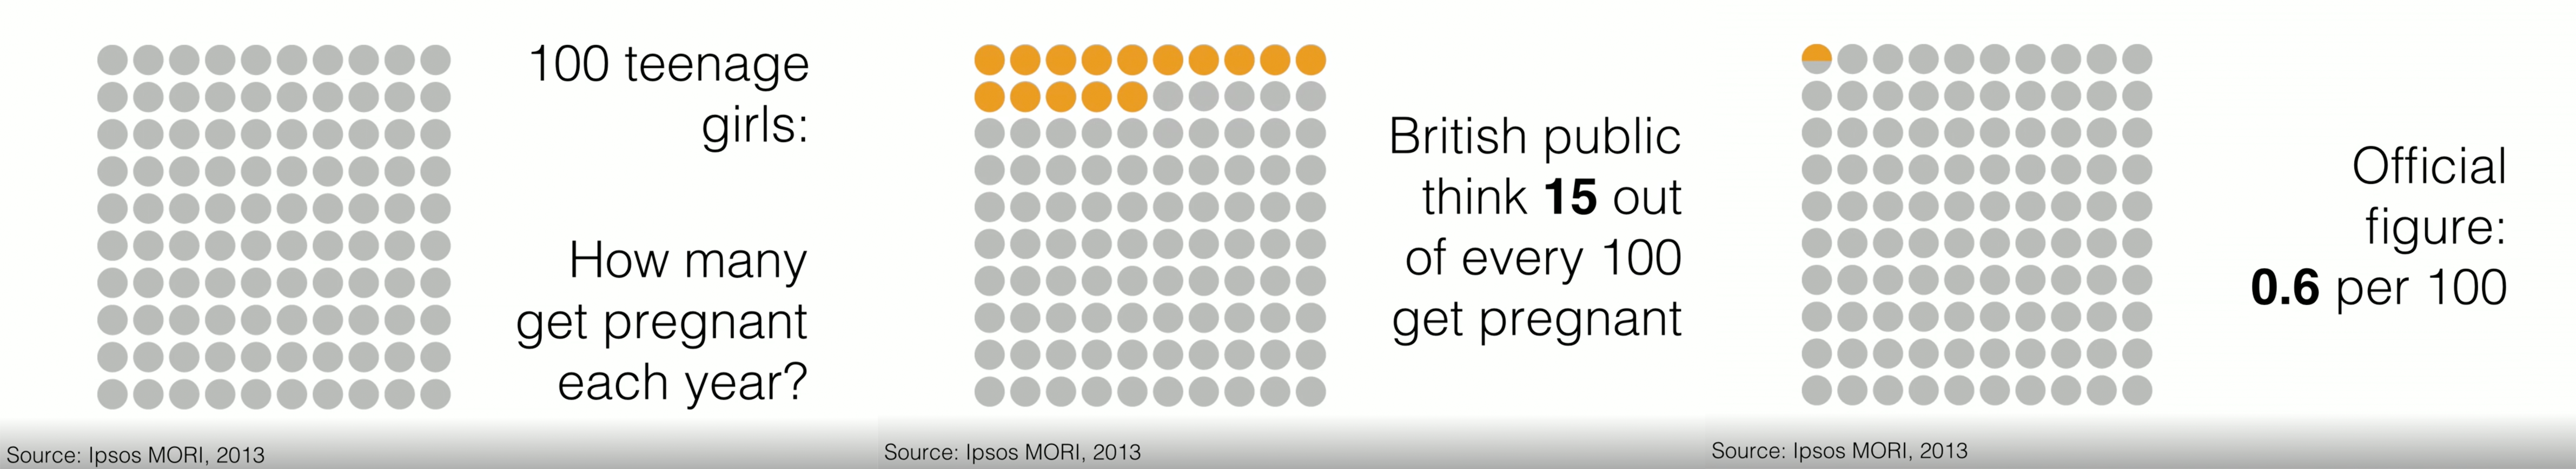 100 teenage
girls:
How many
get pregnant
each year?
Source: Ipsos MORI, 2013
British public
think 15 out
of every 100
get pregnant
Source: Ipsos MORI, 2013
Official
figure:
0.6 per 100
Source: Ipsos MORI, 2013